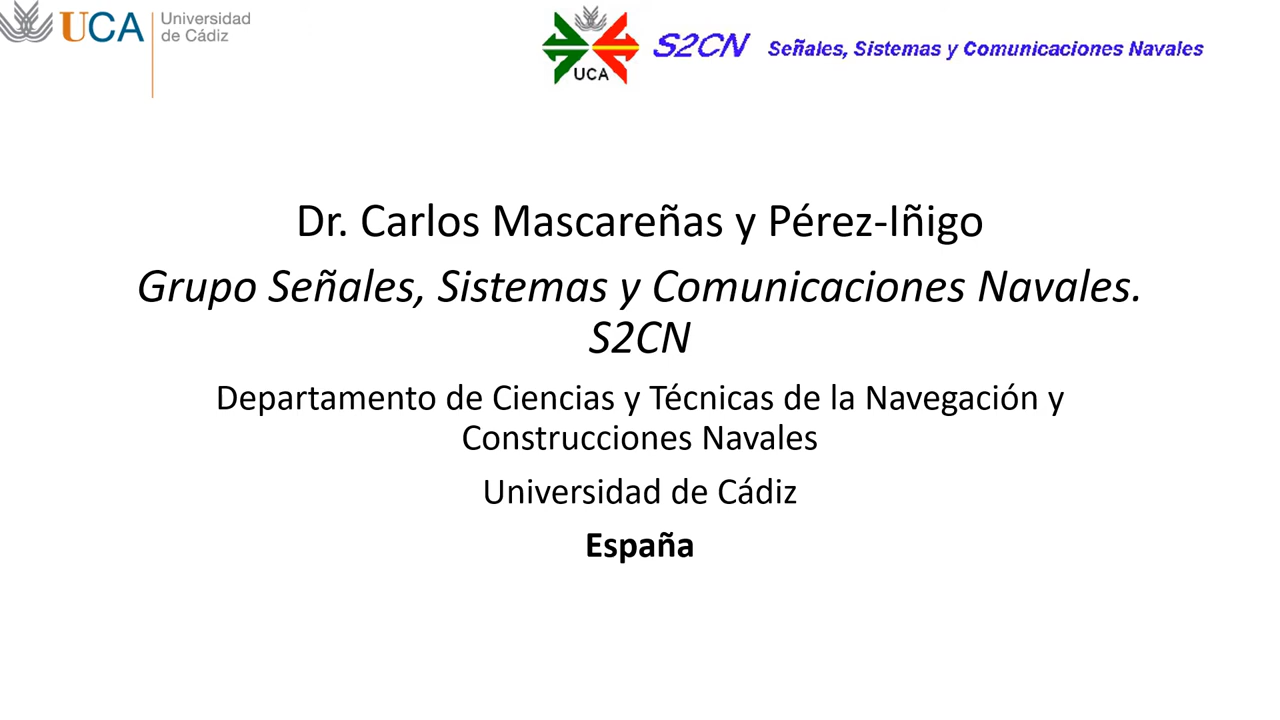 UCA Universidad
de Cádiz
UCA
S2CN Señales, Sistemas y Comunicaciones Navales
Dr. Carlos Mascareñas y Pérez-Iñigo
Grupo Señales, Sistemas y Comunicaciones Navales.
S2CN
Departamento de Ciencias y Técnicas de la Navegación y
Construcciones Navales
Universidad de Cádiz
España